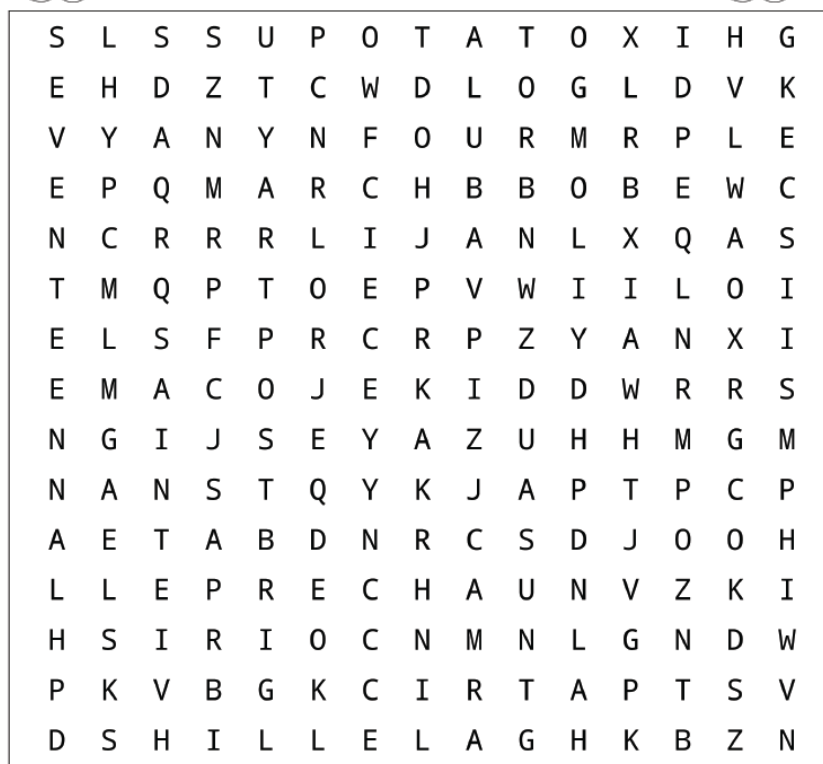 S L S S U P O T A T O X I H G
E H D Z T C W D L O G L D V K
V Y A N Y N F O U R M R P L E
E P Q M A R C H B B O B E W C
N C R R R L I J A N L X Q A S
T M Q P T O E P V W I I L O I
E L S F P R C R P Z Y A N X I
E M A C O J E K I D D W R R S
N G I J S E Y A Z U H H M G M
N A N S T Q Y K J A P T P C P
A E T A B D N R C S D J O O H
L L E P R E C H A U N V Z K I
H S I R I O C N M N L G N D W
P K V B G K C I R T A P T S V
D S H I L L E L A G H K B Z N